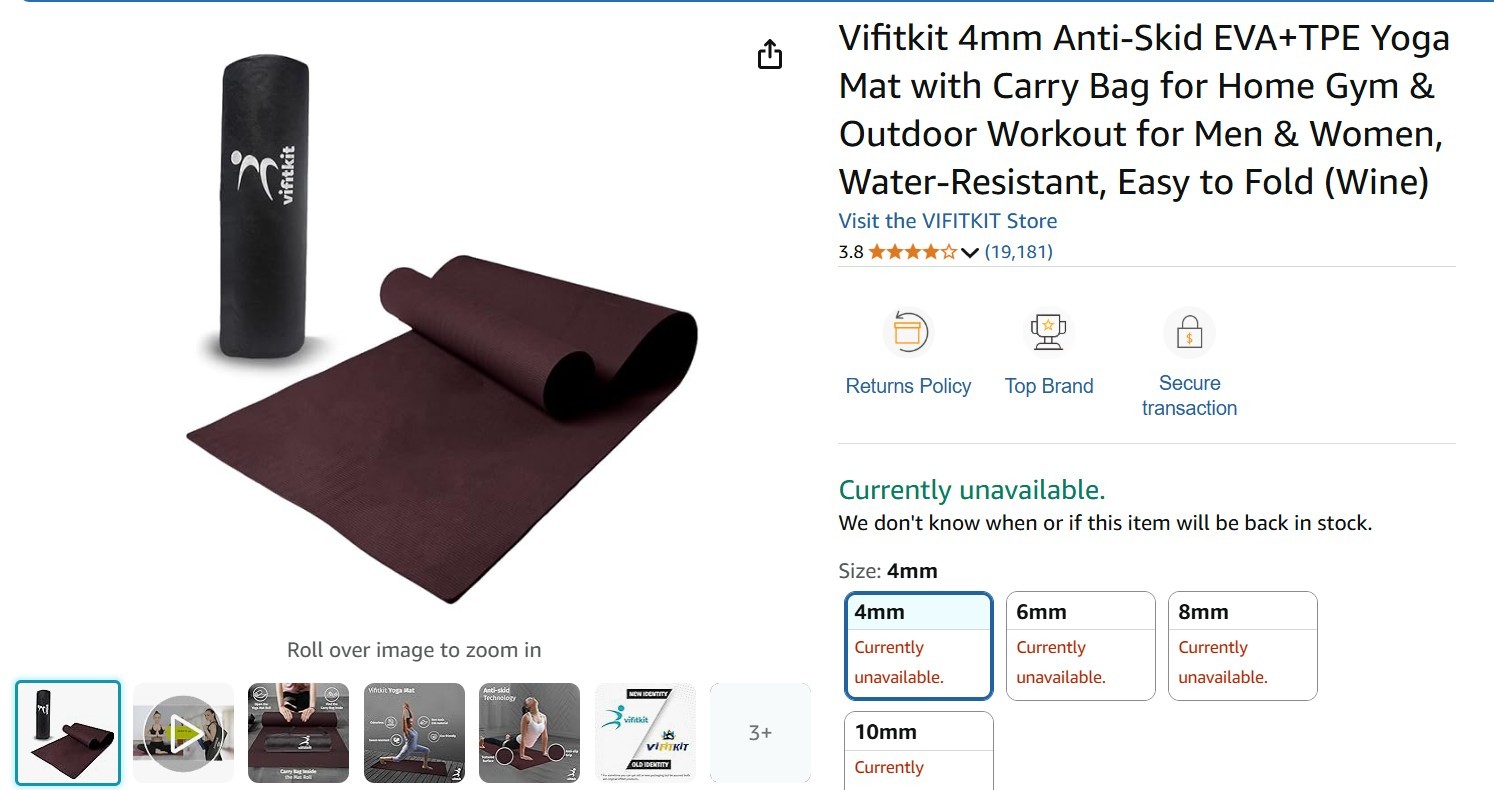 vifitkit
Roll over image to zoom in
Vifitkit Yoga Mat
Anti-skid
Technology
NEW IDENTITY
vifitkit
VIFITKIT
OLD IDENTITY
Carry Bag Inside
the Mat Roll
3+
Vifitkit 4mm Anti-Skid EVA+TPE Yoga
Mat with Carry Bag for Home Gym &
Outdoor Workout for Men & Women,
Water-Resistant, Easy to Fold (Wine)
Visit the VIFITKIT Store
3.8 (19,181)
Returns Policy
Top Brand
Secure
transaction
Currently unavailable.
We don't know when or if this item will be back in stock.
Size: 4mm
4mm
Currently
unavailable.
6mm
Currently
unavailable.
8mm
Currently
unavailable.
10mm
Currently